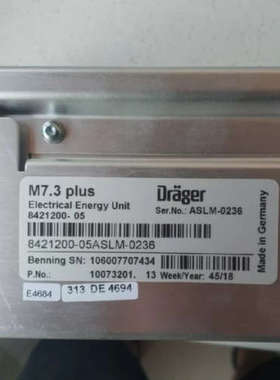 M7.3 plus
Dräger
Electrical Energy Unit
Ser.No.: ASLM-0236
8421200- 05
8421200-05ASLM-0236
Benning SN: 106007707434
P.No.: 10073201. 13 Week/Year: 45/18
Made in Germany
E4684
313 DE 4694